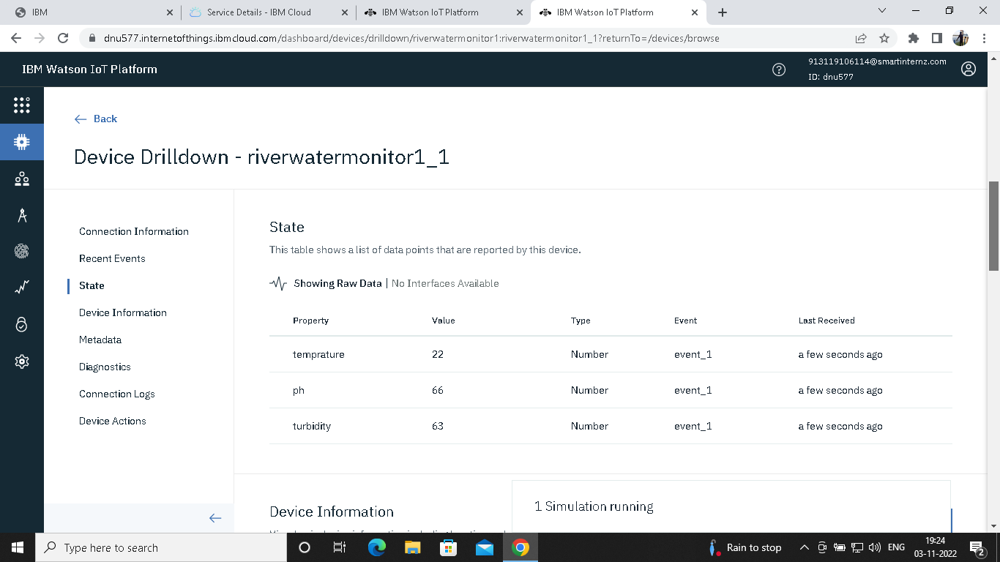 IBM
Service Details - IBM Cloud
IBM Watson IoT Platform
IBM Watson IoT Platform
dnu577.internetofthings.ibmcloud.com/dashboard/devices/drilldown/riverwatermonitor1:riverwatermonitor1_1?returnTo=/devices/browse
IBM Watson IoT Platform
913119106114@smartinternz.com
ID: dnu577
Back
Device Drilldown - riverwatermonitor1_1
Connection Information
Recent Events
State
Device Information
Metadata
Diagnostics
Connection Logs
Device Actions
State
This table shows a list of data points that are reported by this device.
Showing Raw Data | No Interfaces Available
Property Value Type Event Last Received
temprature 22 Number event_1 a few seconds ago
ph 66 Number event_1 a few seconds ago
turbidity 63 Number event_1 a few seconds ago
Device Information
1 Simulation running
Type here to search
Rain to stop
ENG
19:24
03-11-2022
2